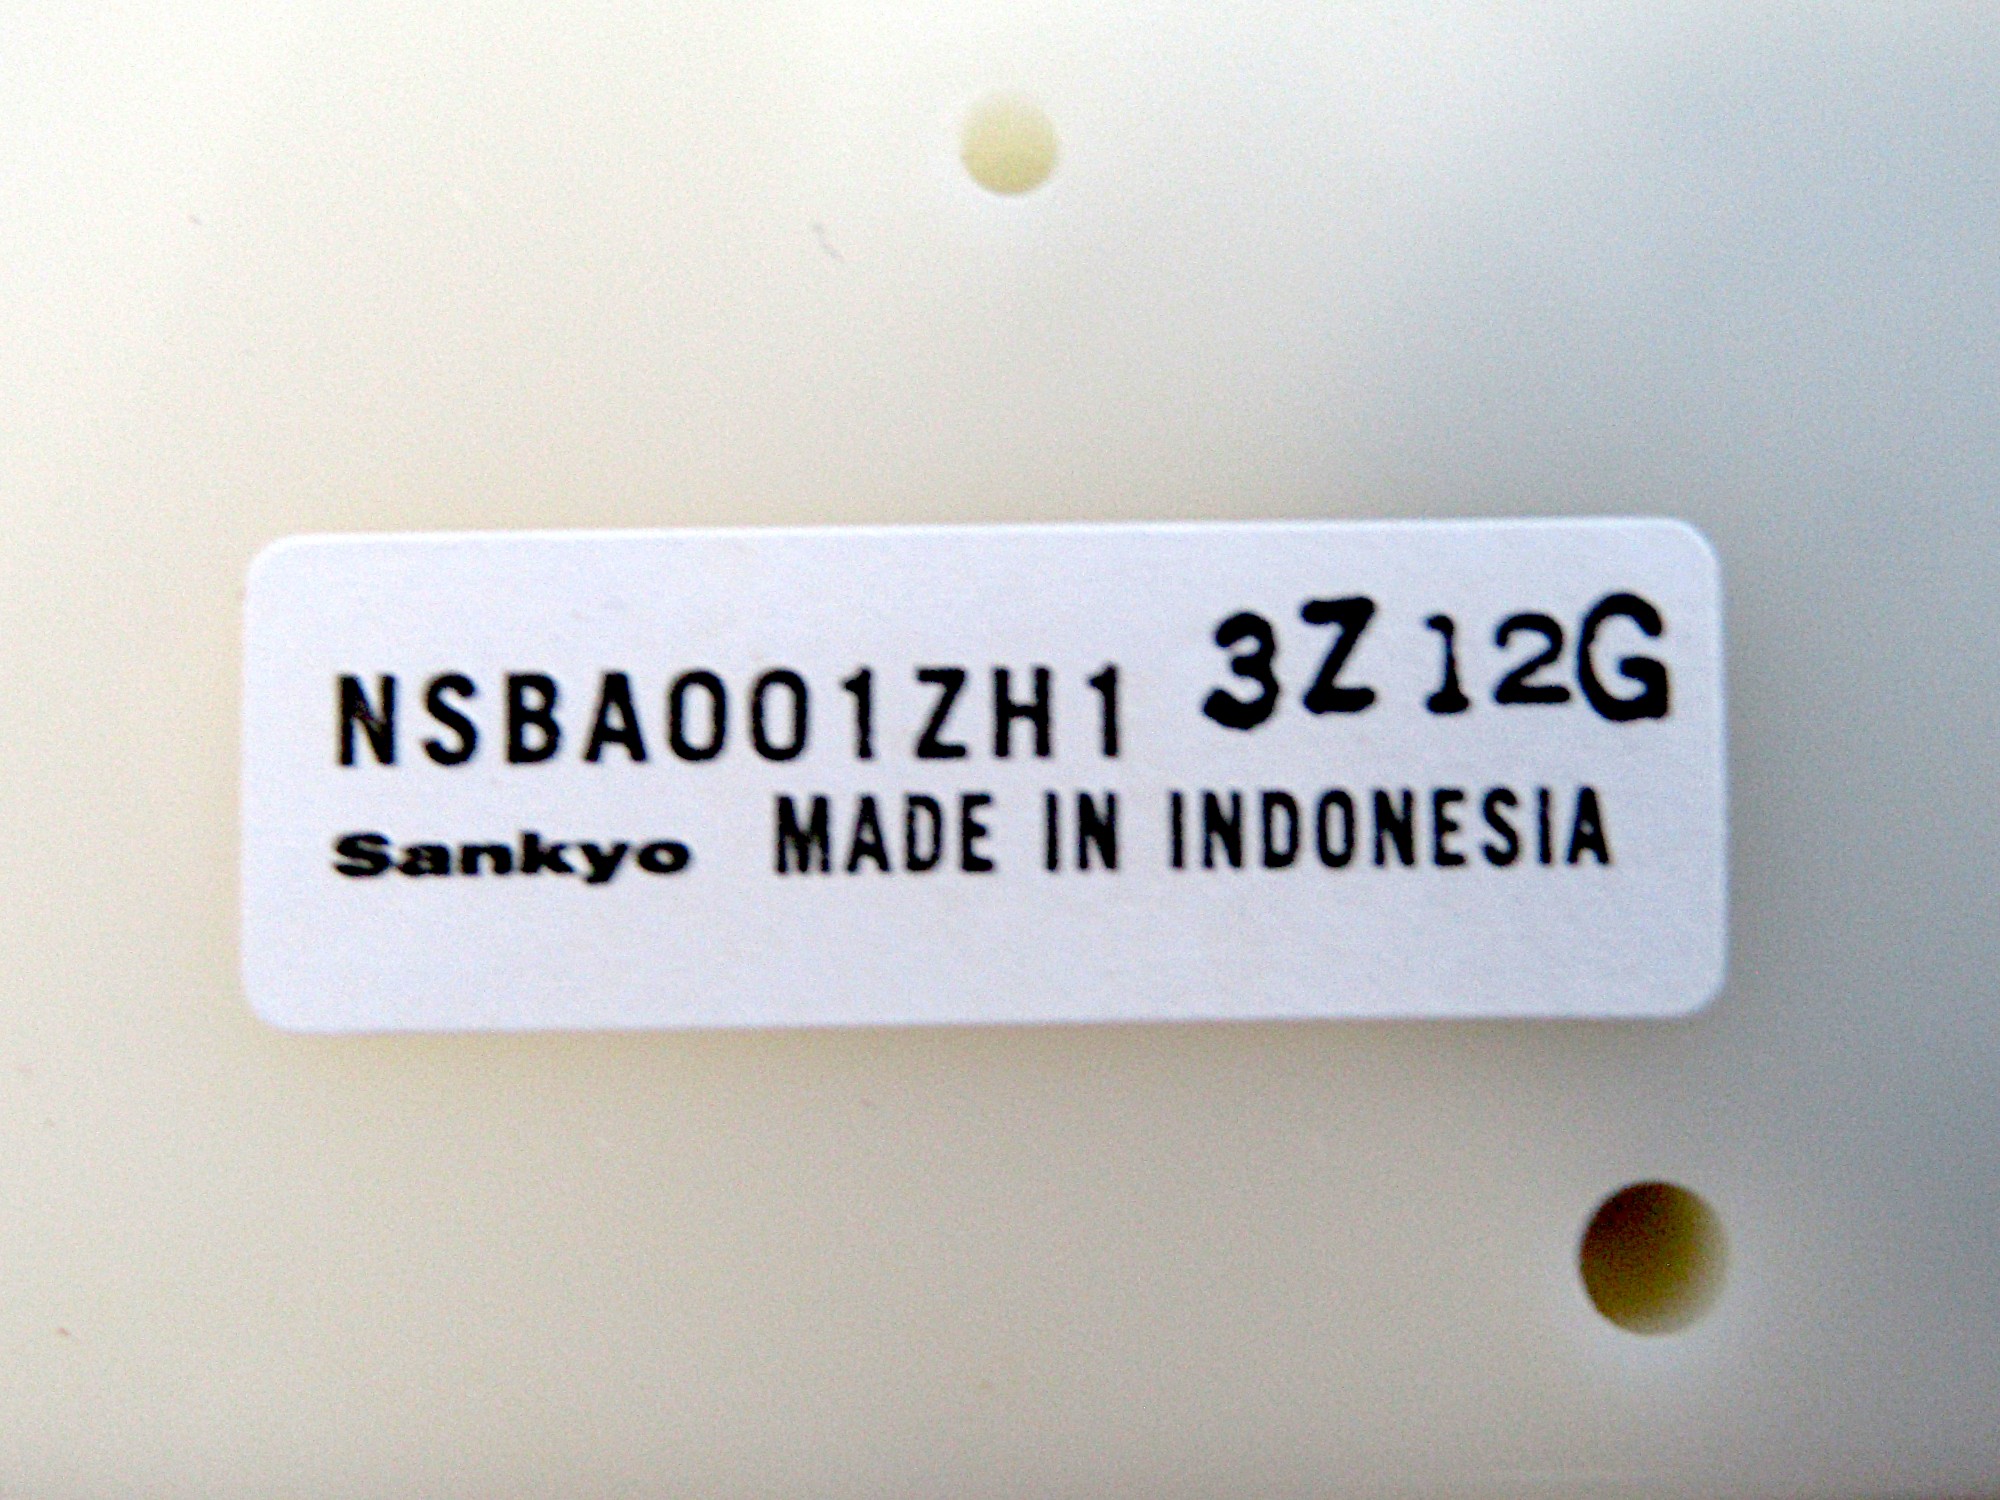 NSBA001ZH1 3Z 12G
Sankyo MADE IN INDONESIA